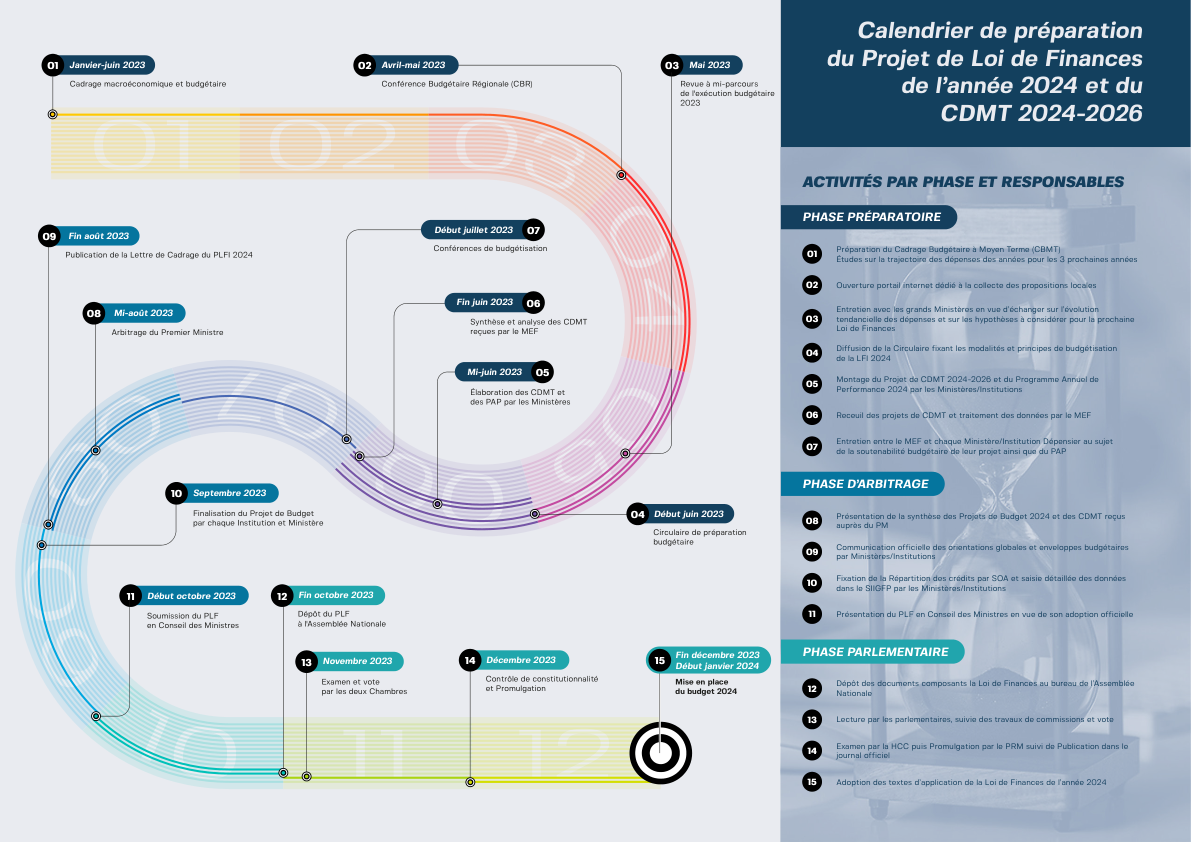 Calendrier de préparation
du Projet de Loi de Finances
de l'année 2024 et du
CDMT 2024-2026
01 Janvier-juin 2023
Cadrage macroéconomique et budgétaire
02 Avril-mai 2023
Conférence Budgétaire Régionale (CBR)
03 Mai 2023
Revue à mi-parcours
de l'exécution budgétaire
2023
01
02
03
04
05
06
07
08
09
10
11
12
09 Fin août 2023
Publication de la Lettre de Cadrage du PLFI 2024
Début juillet 2023 07
Conférences de budgétisation
08 Mi-août 2023
Arbitrage du Premier Ministre
Fin juin 2023 06
Synthèse et analyse des CDMT
reçues par le MEF
Mi-juin 2023 05
Élaboration des CDMT et
des PAP par les Ministères
10 Septembre 2023
Finalisation du Projet de Budget
par chaque Institution et Ministère
04 Début juin 2023
Circulaire de préparation
budgétaire
11 Début octobre 2023
Soumission du PLF
en Conseil des Ministres
12 Fin octobre 2023
Dépôt du PLF
à l'Assemblée Nationale
13 Novembre 2023
Examen et vote
par les deux Chambres
14 Décembre 2023
Contrôle de constitutionnalité
et Promulgation
15 Fin décembre 2023
Début janvier 2024
Mise en place
du budget 2024
ACTIVITÉS PAR PHASE ET RESPONSABLES
PHASE PRÉPARATOIRE
01 Préparation du Cadrage Budgétaire à Moyen Terme (CBMT)
Études sur la trajectoire des dépenses des années pour les 3 prochaines années
02 Ouverture portail internet dédié à la collecte des propositions locales
03 Entretien avec les grands Ministères en vue d'échanger sur l'évolution
tendancielle des dépenses et sur les hypothèses à considérer pour la prochaine
Loi de Finances
04 Diffusion de la Circulaire fixant les modalités et principes de budgétisation
de la LFI 2024
05 Montage du Projet de CDMT 2024-2026 et du Programme Annuel de
Performance 2024 par les Ministères/Institutions
06 Receuil des projets de CDMT et traitement des données par le MEF
07 Entretien entre le MEF et chaque Ministère/Institution Dépensier au sujet
de la soutenabilité budgétaire de leur projet ainsi que du PAP
PHASE D'ARBITRAGE
08 Présentation de la synthèse des Projets de Budget 2024 et des CDMT reçus
auprès du PM
09 Communication officielle des orientations globales et enveloppes budgétaires
par Ministères/Institutions
10 Fixation de la Répartition des crédits par SOA et saisie détaillée des données
dans le SIIGFP par les Ministères/Institutions
11 Présentation du PLF en Conseil des Ministres en vue de son adoption officielle
PHASE PARLEMENTAIRE
12 Dépôt des documents composants la Loi de Finances au bureau de l'Assemblée
Nationale
13 Lecture par les parlementaires, suivie des travaux de commissions et vote
14 Examen par la HCC puis Promulgation par le PRM suivi de Publication dans le
journal officiel
15 Adoption des textes d'application de la Loi de Finances de l'année 2024